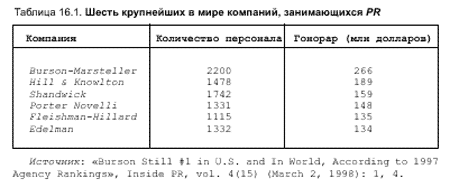 Таблица 16.1. Шесть крупнейших в мире компаний, занимающихся PR
Компания Количество персонала Гонорар (млн долларов)
Burson-Marsteller 2200 266
Hill & Knowlton 1478 189
Shandwick 1742 159
Porter Novelli 1331 148
Fleishman-Hillard 1115 135
Edelman 1332 134
Источник: «Burson Still #1 in U.S. and In World, According to 1997
Agency Rankings», Inside PR, vol. 4(15) (March 2, 1998): 1, 4.